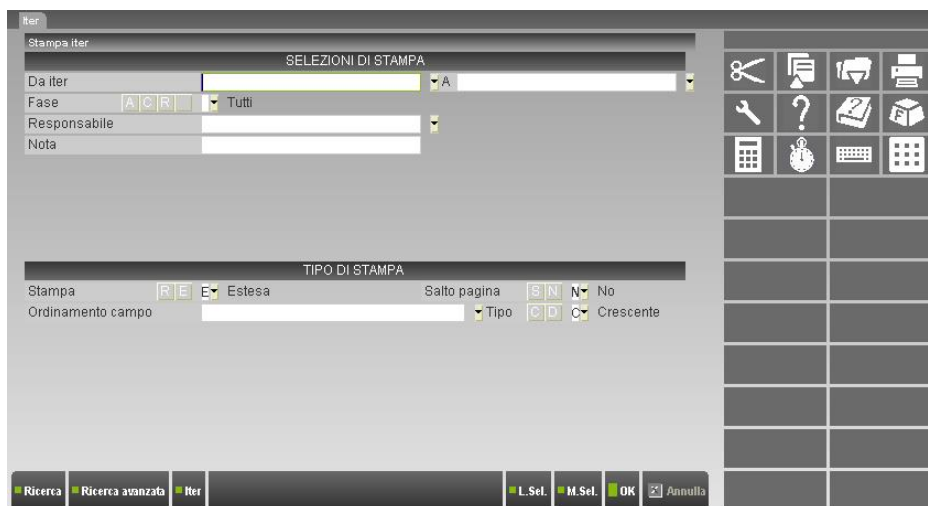 Iter
Stampa iter
SELEZIONI DI STAMPA
Da iter A
Fase A C R Tutti
Responsabile
Nota
TIPO DI STAMPA
Stampa R E E Estesa Salto pagina S N N No
Ordinamento campo Tipo C D C Crescente
Ricerca Ricerca avanzata Iter L.Sel. M.Sel. OK Annulla